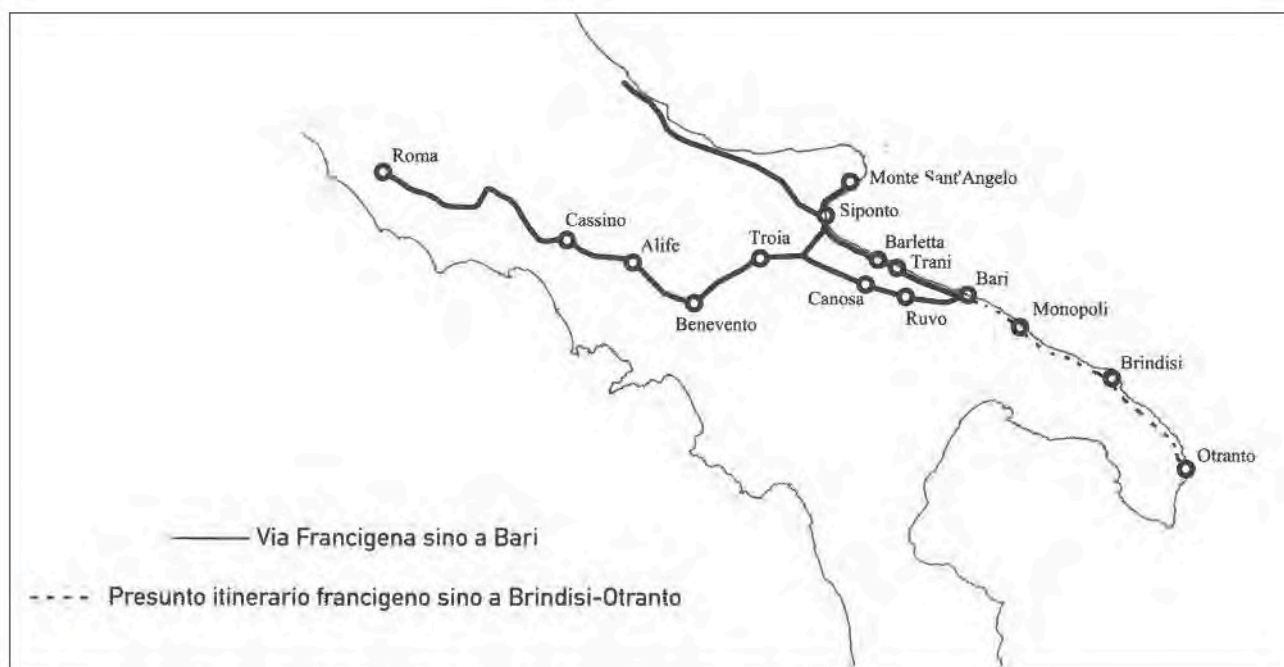 Roma
Monte Sant'Angelo
Siponto
Cassino
Troia
Barletta
Alife
Trani
Bari
Canosa
Ruvo
Monopoli
Benevento
Brindisi
Otranto
Via Francigena sino a Bari
Presunto itinerario francigeno sino a Brindisi-Otranto